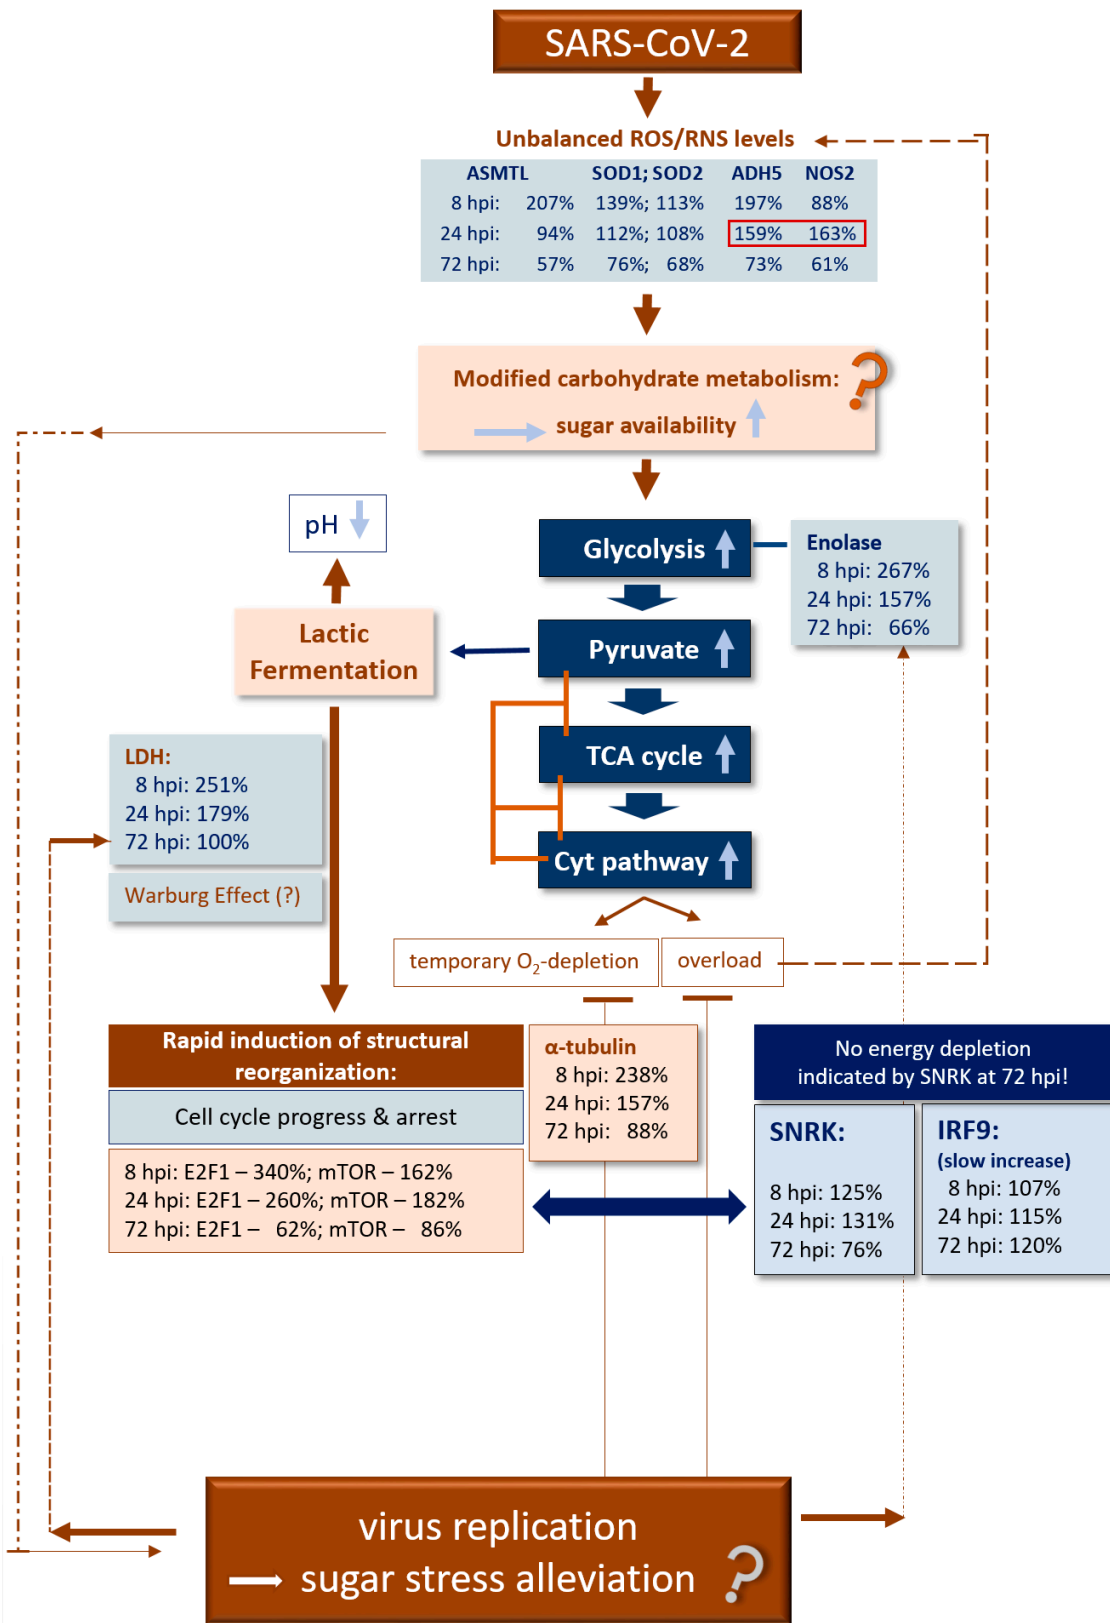 SARS-CoV-2
Unbalanced ROS/RNS levels
ASMTL SOD1; SOD2 ADH5 NOS2
8 hpi: 207% 139%; 113% 197% 88%
24 hpi: 94% 112%; 108% 159% 163%
72 hpi: 57% 76%; 68% 73% 61%
Modified carbohydrate metabolism:
sugar availability
?
pH
Glycolysis
Enolase
8 hpi: 267%
24 hpi: 157%
72 hpi: 66%
Lactic
Fermentation
Pyruvate
TCA cycle
LDH:
8 hpi: 251%
24 hpi: 179%
72 hpi: 100%
Warburg Effect (?)
Cyt pathway
temporary O₂-depletion
overload
Rapid induction of structural
reorganization:
Cell cycle progress & arrest
8 hpi: E2F1 – 340%; mTOR – 162%
24 hpi: E2F1 – 260%; mTOR – 182%
72 hpi: E2F1 – 62%; mTOR – 86%
α-tubulin
8 hpi: 238%
24 hpi: 157%
72 hpi: 88%
No energy depletion
indicated by SNRK at 72 hpi!
SNRK:
8 hpi: 125%
24 hpi: 131%
72 hpi: 76%
IRF9:
(slow increase)
8 hpi: 107%
24 hpi: 115%
72 hpi: 120%
virus replication
sugar stress alleviation ?